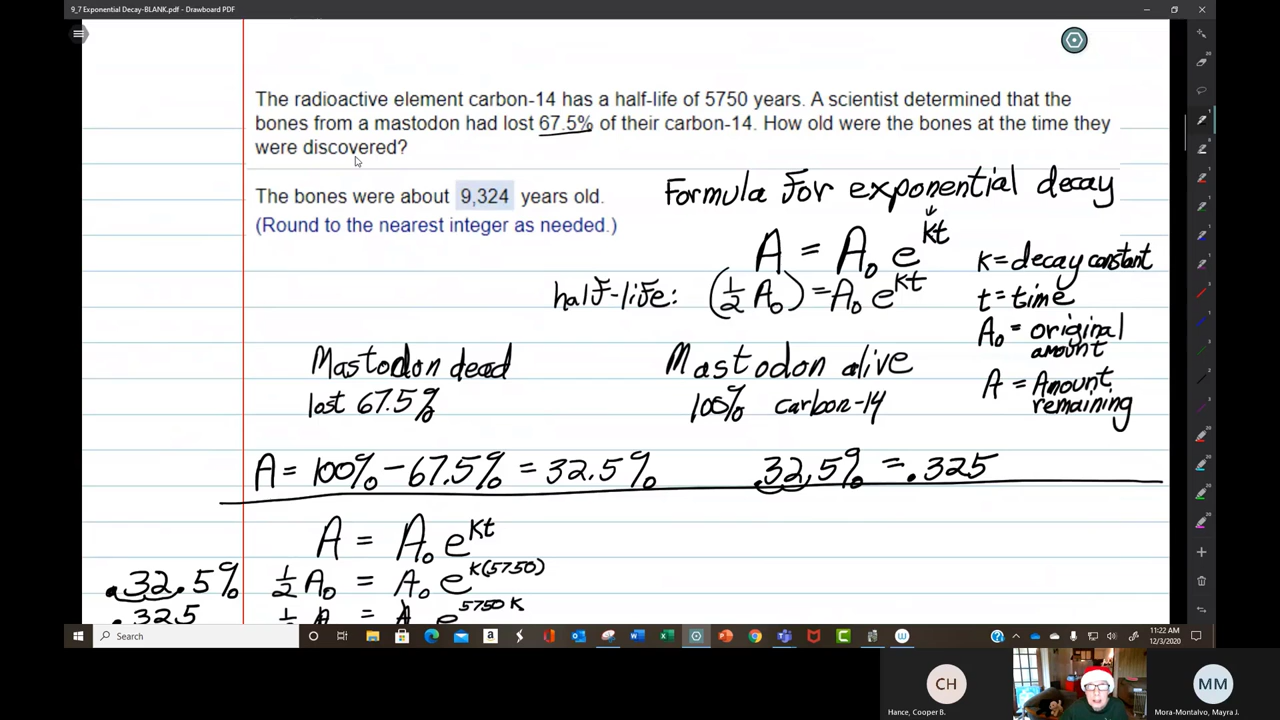 9_7 Exponential Decay-BLANK.pdf - Drawboard PDF
The radioactive element carbon-14 has a half-life of 5750 years. A scientist determined that the
bones from a mastodon had lost 67.5% of their carbon-14. How old were the bones at the time they
were discovered?
The bones were about 9,324 years old.
(Round to the nearest integer as needed.)
Formula for exponential decay
A = A₀ e^kt
half-life: (½ A₀) = A₀ e^kt
k = decay constant
t = time
A₀ = original
amount
A = Amount
remaining
Mastodon dead
lost 67.5%
Mastodon alive
100% carbon-14
A = 100% - 67.5% = 32.5%
.32.5% = .325
A = A₀ e^kt
.32.5%
½ A₀ = A₀ e^k(5750)
.325
½ A = A e^5750 k
Search
11:22 AM
12/3/2020
CH
Hance, Cooper B.
MM
Mora-Montalvo, Mayra J.